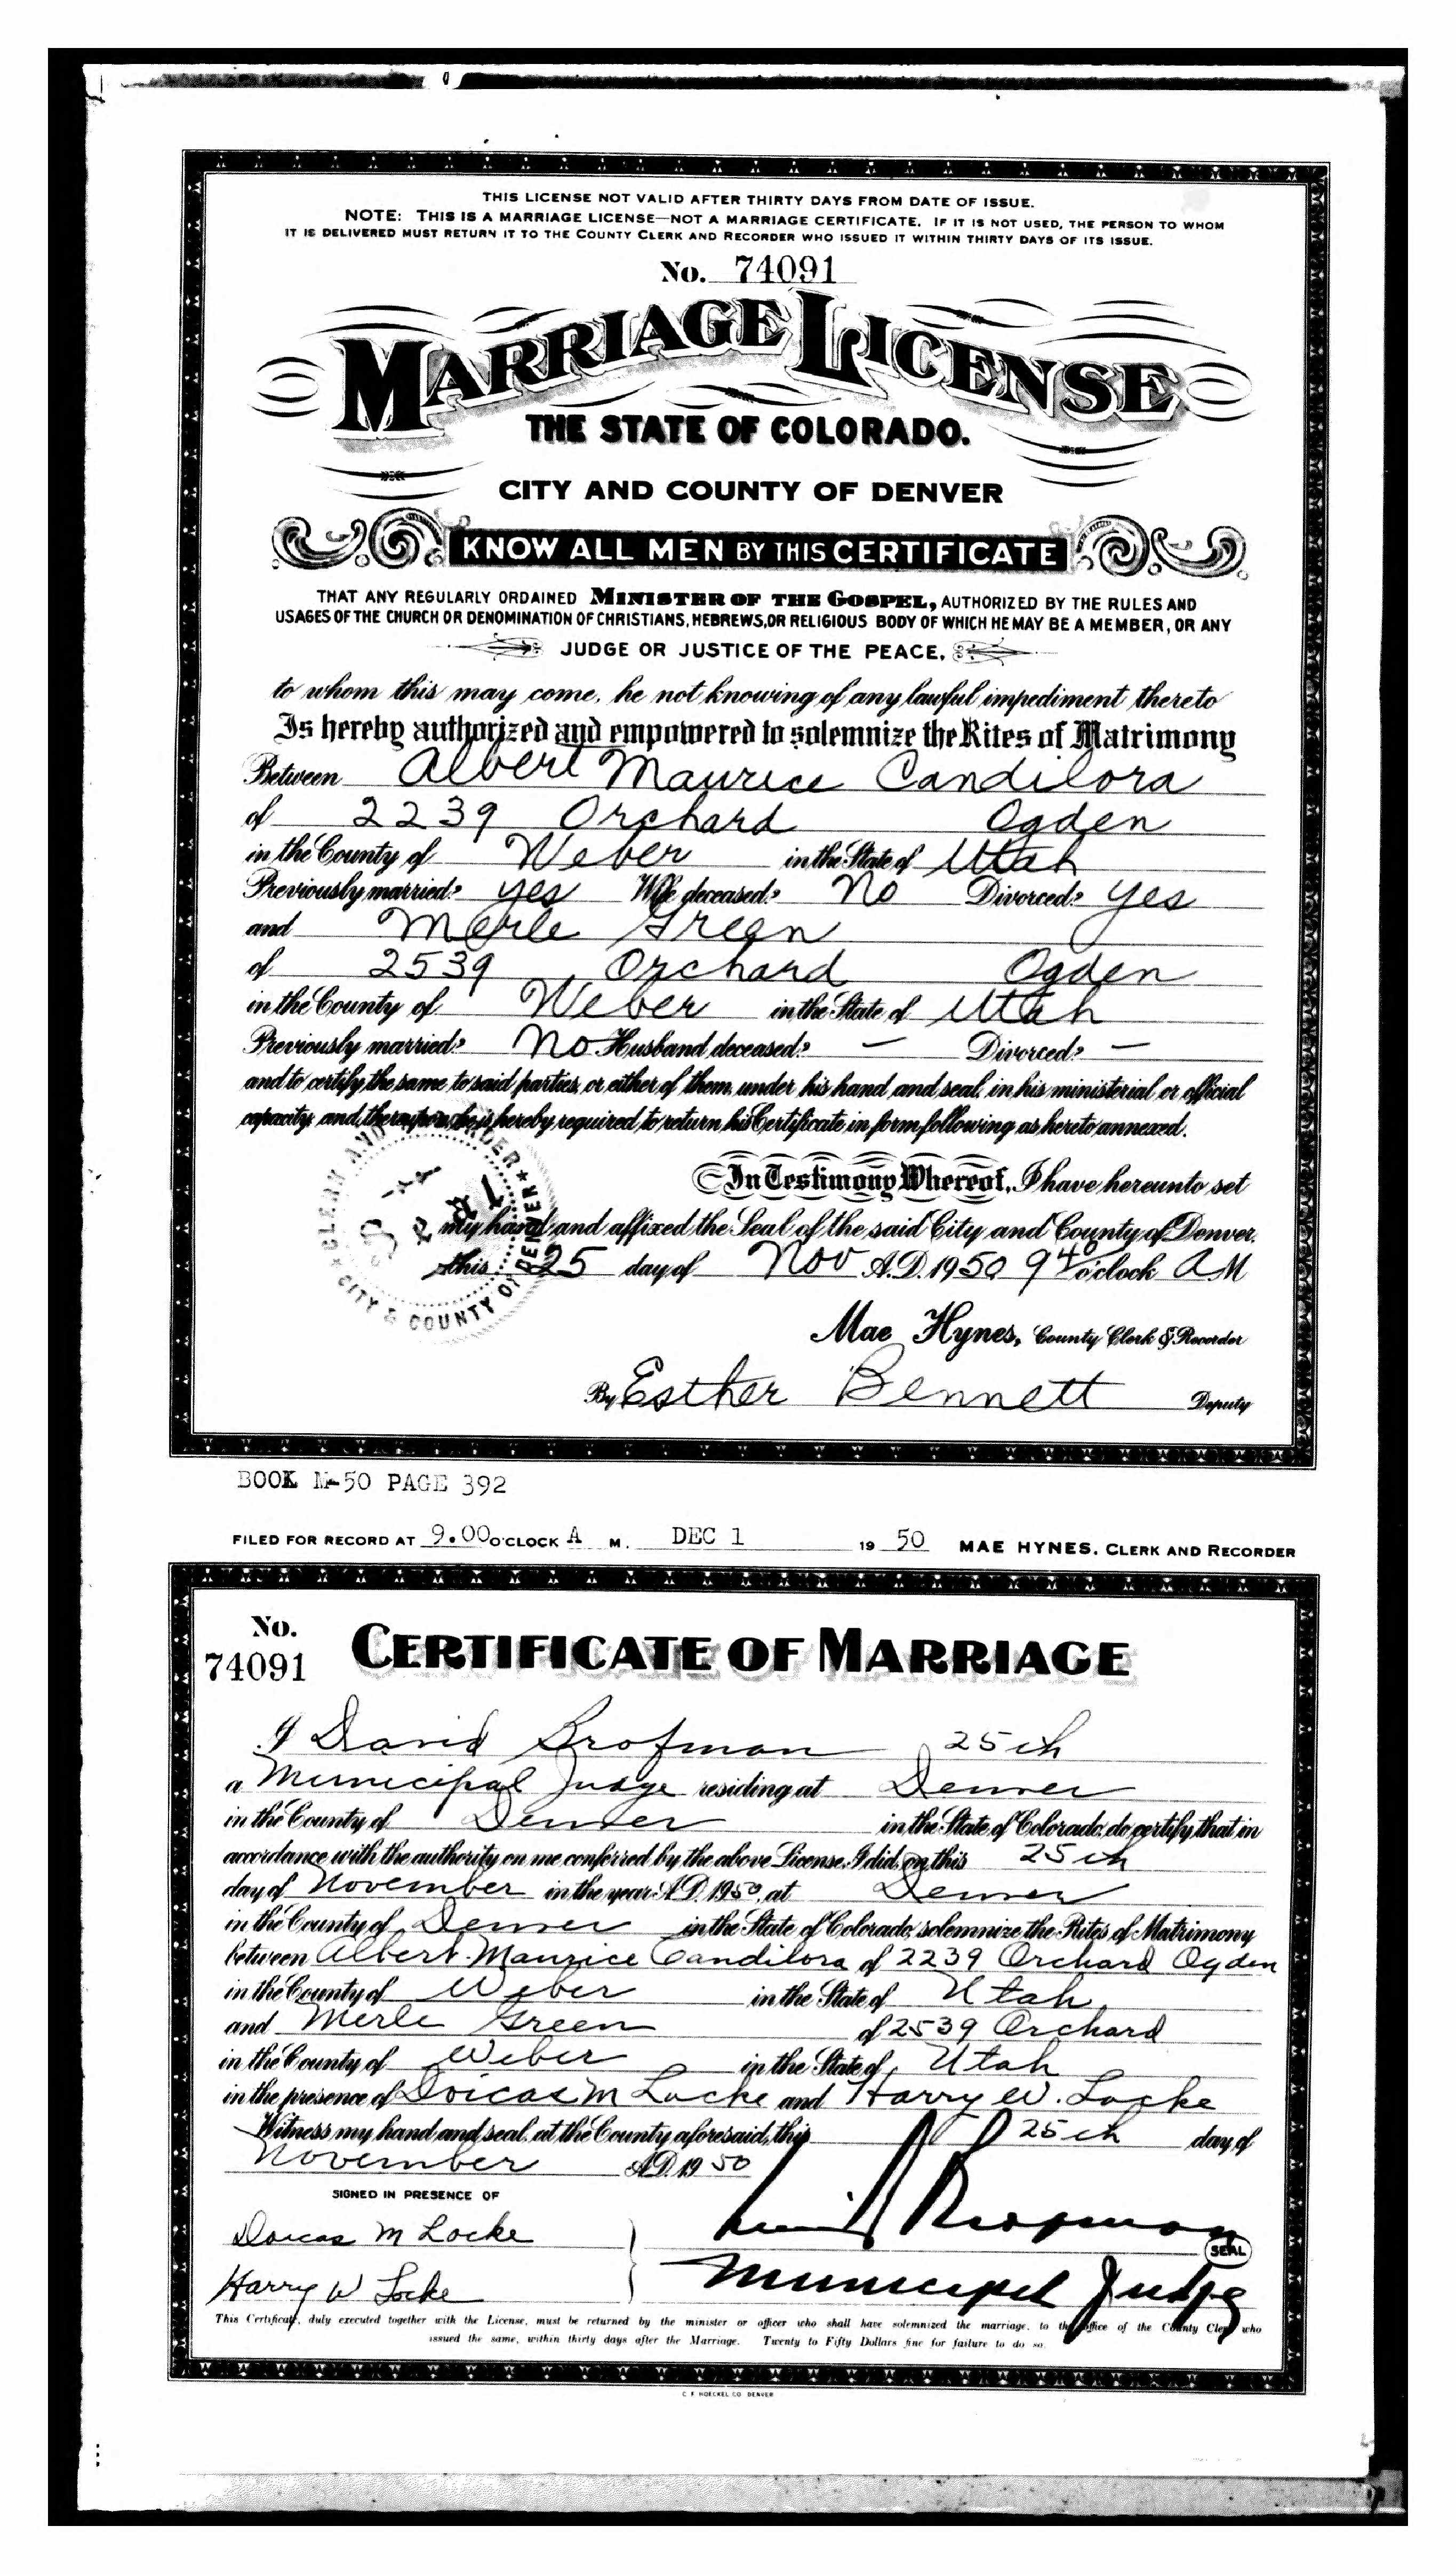 THIS LICENSE NOT VALID AFTER THIRTY DAYS FROM DATE OF ISSUE.
NOTE: THIS IS A MARRIAGE LICENSE—NOT A MARRIAGE CERTIFICATE. IF IT IS NOT USED, THE PERSON TO WHOM
IT IS DELIVERED MUST RETURN IT TO THE COUNTY CLERK AND RECORDER WHO ISSUED IT WITHIN THIRTY DAYS OF ITS ISSUE.
No. 74091
MARRIAGE LICENSE
THE STATE OF COLORADO.
CITY AND COUNTY OF DENVER
KNOW ALL MEN BY THIS CERTIFICATE
THAT ANY REGULARLY ORDAINED MINISTER OF THE GOSPEL, AUTHORIZED BY THE RULES AND
USAGES OF THE CHURCH OR DENOMINATION OF CHRISTIANS, HEBREWS, OR RELIGIOUS BODY OF WHICH HE MAY BE A MEMBER, OR ANY
JUDGE OR JUSTICE OF THE PEACE,
to whom this may come, he not knowing of any lawful impediment thereto
Is hereby authorized and empowered to solemnize the Rites of Matrimony
Between Albert Maurice Candilora
of 2239 Orchard Ogden
in the County of Weber in the State of Utah
Previously married? yes Wife deceased? No Divorced? yes
and Merle Green
of 2539 Orchard Ogden
in the County of Weber in the State of Utah
Previously married? No Husband deceased? — Divorced? —
and to certify the same to said parties, or either of them, under his hand and seal, in his ministerial or official
capacity, and thereupon he is hereby required to return his Certificate in form following as hereto annexed.
In Testimony Whereof, I have hereunto set
my hand and affixed the Seal of the said City and County of Denver,
this 25 day of Nov A.D. 1950 9 40 o'clock A M
CLERK AND RECORDER
CITY & COUNTY OF DENVER
Mae Hynes, County Clerk & Recorder
By Esther Bennett Deputy
BOOK M-50 PAGE 392
FILED FOR RECORD AT 9.00 O'CLOCK A M. DEC 1 19 50 MAE HYNES, CLERK AND RECORDER
No.
74091
CERTIFICATE OF MARRIAGE
I David Brofman 25th
a Municipal Judge residing at Denver
in the County of Denver in the State of Colorado, do certify that in
accordance with the authority on me conferred by the above License, I did, on this 25th
day of November in the year A.D. 1950, at Denver
in the County of Denver in the State of Colorado, solemnize the Rites of Matrimony
between Albert Maurice Candilora of 2239 Orchard Ogden
in the County of Weber in the State of Utah
and Merle Green of 2539 Orchard
in the County of Weber in the State of Utah
in the presence of Dorcas M Locke and Harry W. Locke
Witness my hand and seal, at the County aforesaid, this 25th day of
November A.D. 19 50
SIGNED IN PRESENCE OF
Dorcas M Locke
David Brofman
SEAL
Harry W Locke
Municipal Judge
This Certificate, duly executed together with the License, must be returned by the minister or officer who shall have solemnized the marriage, to the office of the County Clerk who
issued the same, within thirty days after the Marriage. Twenty to Fifty Dollars fine for failure to do so.
C. F. HOECKEL CO. DENVER